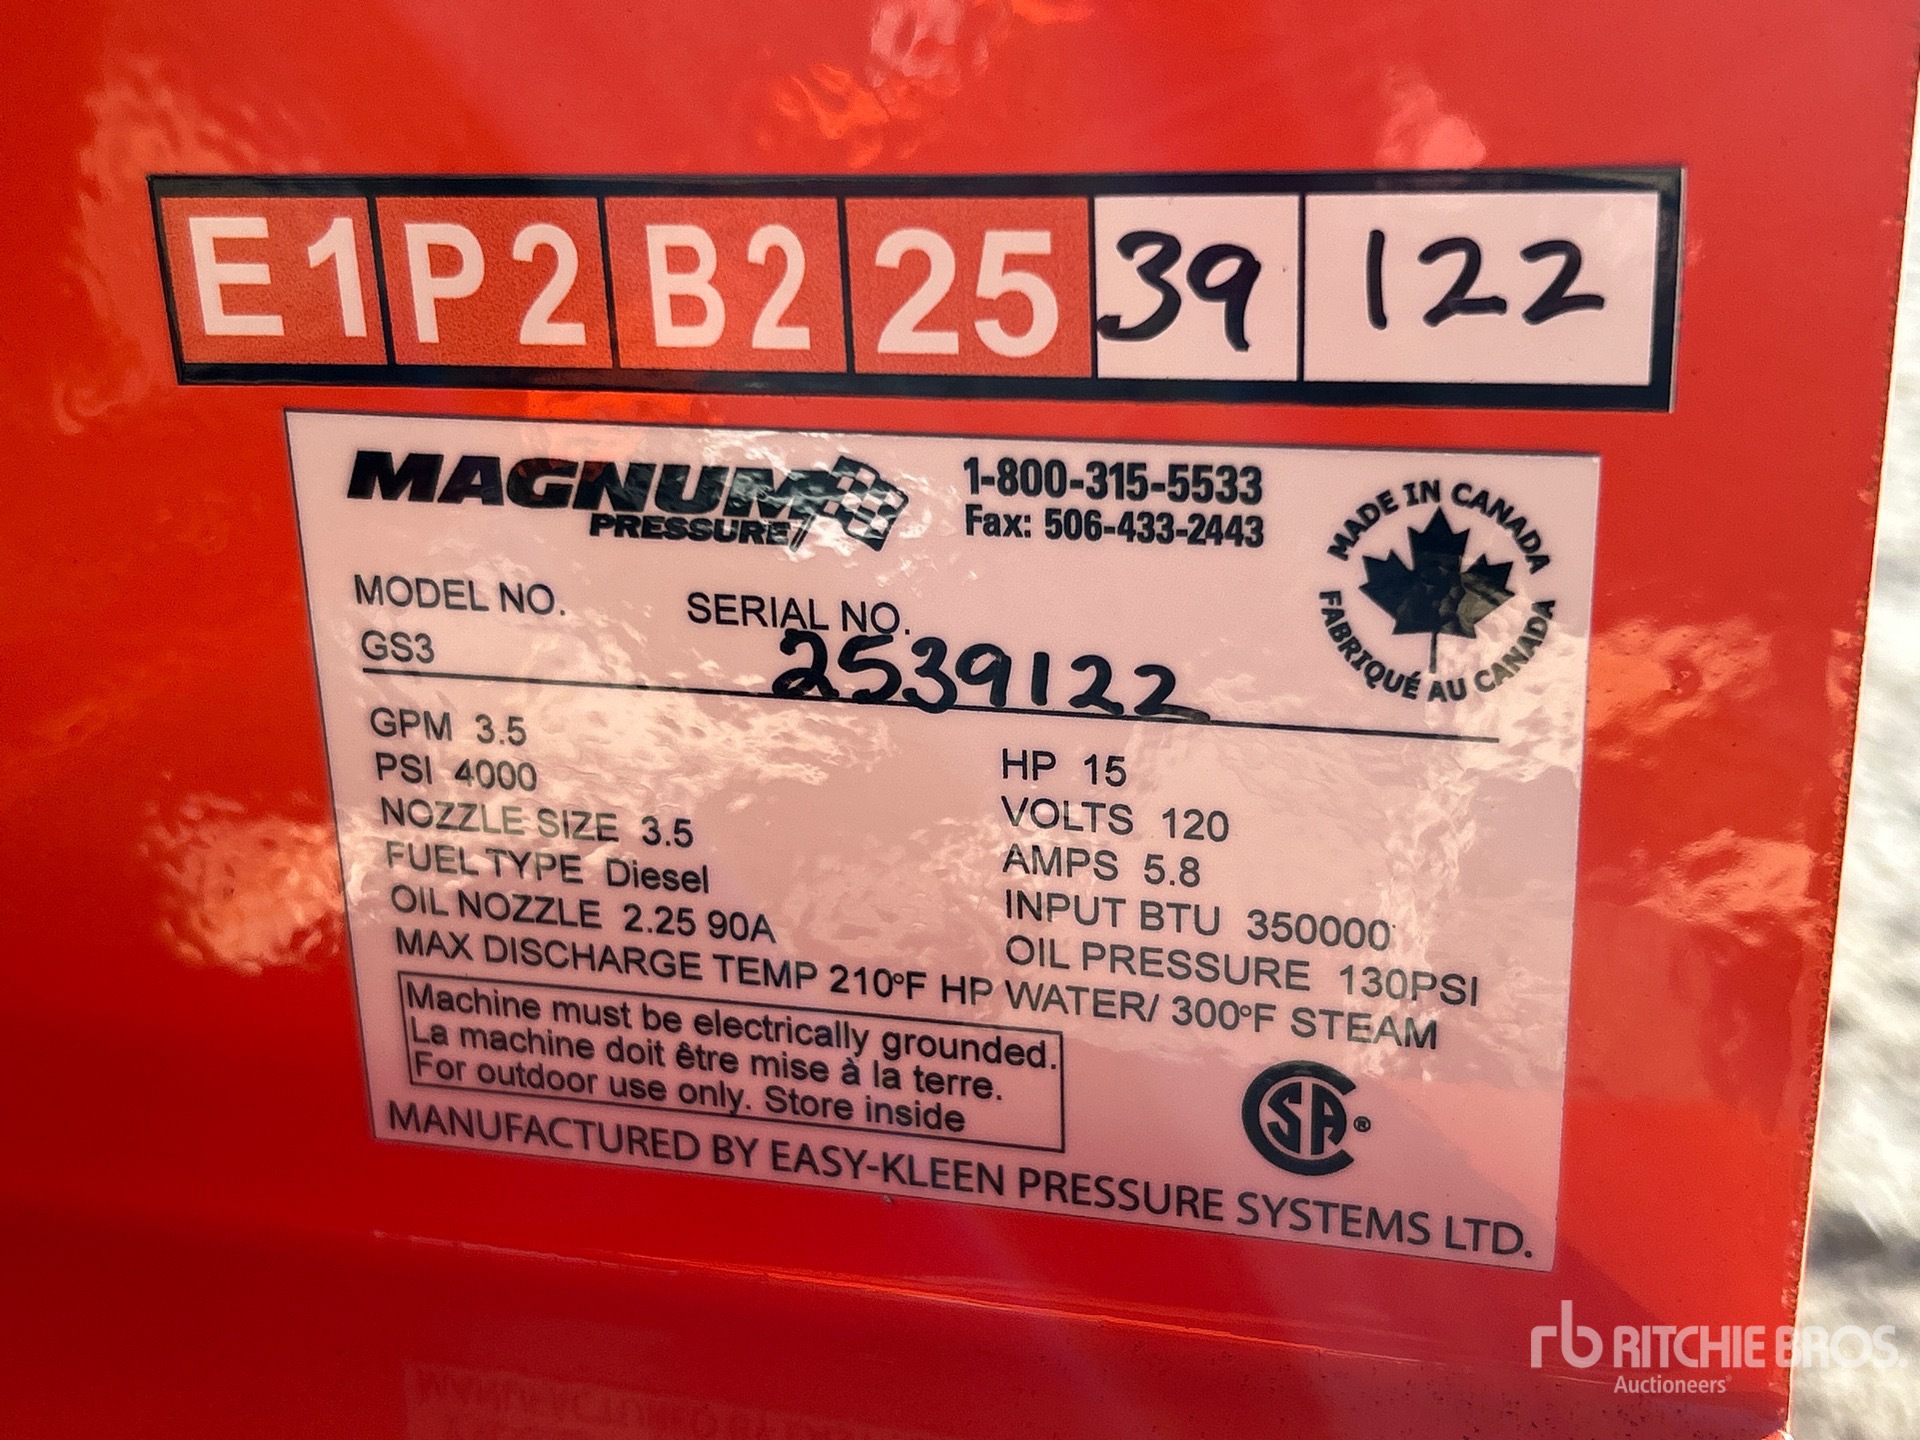 E1 P2 B2 25 39 122
MAGNUM
PRESSURE
1-800-315-5533
Fax: 506-433-2443
MADE IN CANADA
FABRIQUÉ AU CANADA
MODEL NO. SERIAL NO.
GS3 2539122
GPM 3.5
PSI 4000
NOZZLE SIZE 3.5
FUEL TYPE Diesel
OIL NOZZLE 2.25 90A
HP 15
VOLTS 120
AMPS 5.8
INPUT BTU 350000
OIL PRESSURE 130PSI
MAX DISCHARGE TEMP 210°F HP WATER/ 300°F STEAM
Machine must be electrically grounded.
La machine doit être mise à la terre.
For outdoor use only. Store inside
CSA®
MANUFACTURED BY EASY-KLEEN PRESSURE SYSTEMS LTD.
rb RITCHIE BROS.
Auctioneers